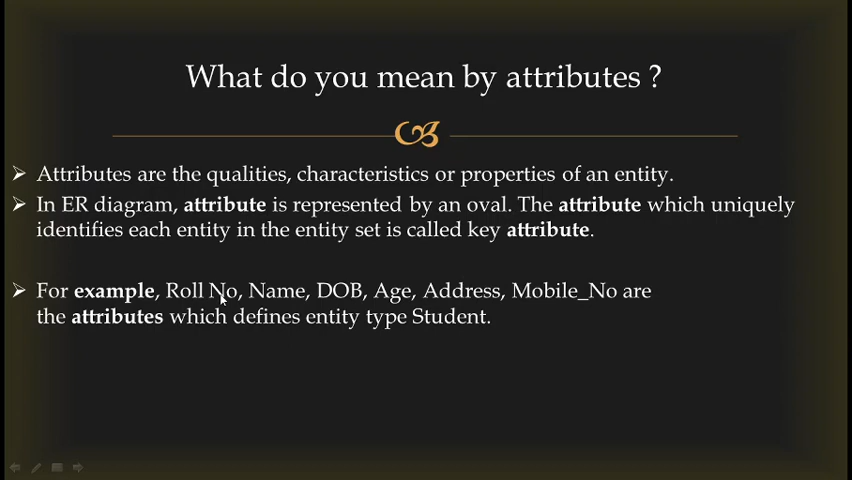 What do you mean by attributes ?
➢ Attributes are the qualities, characteristics or properties of an entity.
➢ In ER diagram, attribute is represented by an oval. The attribute which uniquely
identifies each entity in the entity set is called key attribute.
➢ For example, Roll No, Name, DOB, Age, Address, Mobile_No are
the attributes which defines entity type Student.